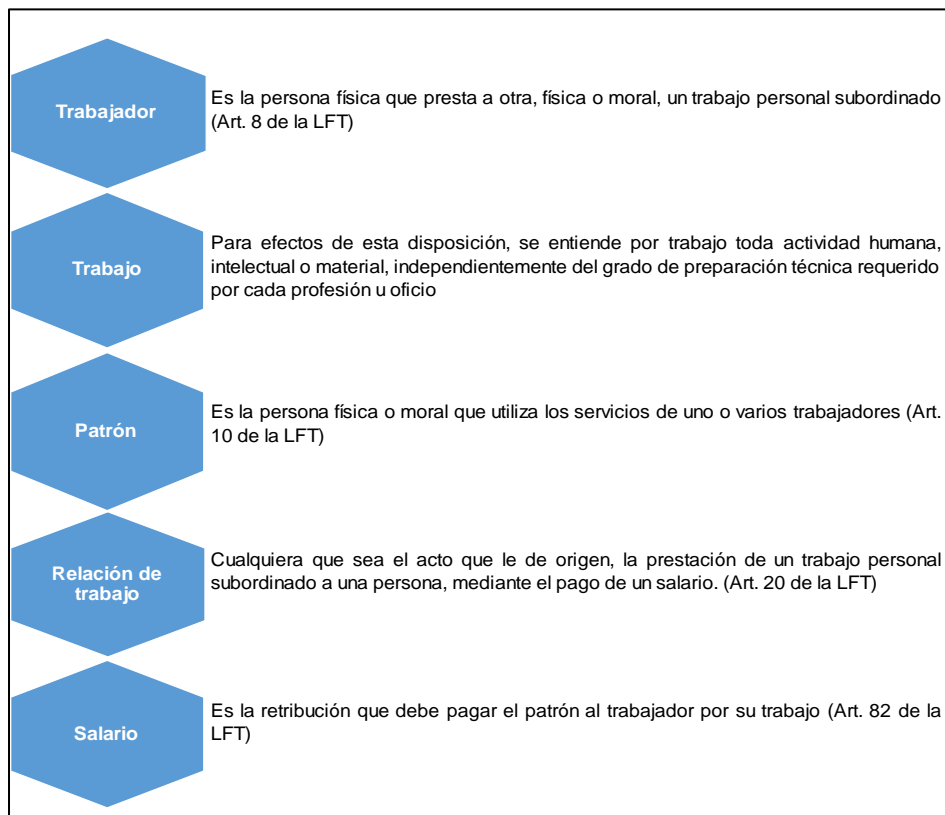 Trabajador
Es la persona física que presta a otra, física o moral, un trabajo personal subordinado
(Art. 8 de la LFT)
Trabajo
Para efectos de esta disposición, se entiende por trabajo toda actividad humana,
intelectual o material, independientemente del grado de preparación técnica requerido
por cada profesión u oficio
Patrón
Es la persona física o moral que utiliza los servicios de uno o varios trabajadores (Art.
10 de la LFT)
Relación de
trabajo
Cualquiera que sea el acto que le de origen, la prestación de un trabajo personal
subordinado a una persona, mediante el pago de un salario. (Art. 20 de la LFT)
Salario
Es la retribución que debe pagar el patrón al trabajador por su trabajo (Art. 82 de la
LFT)